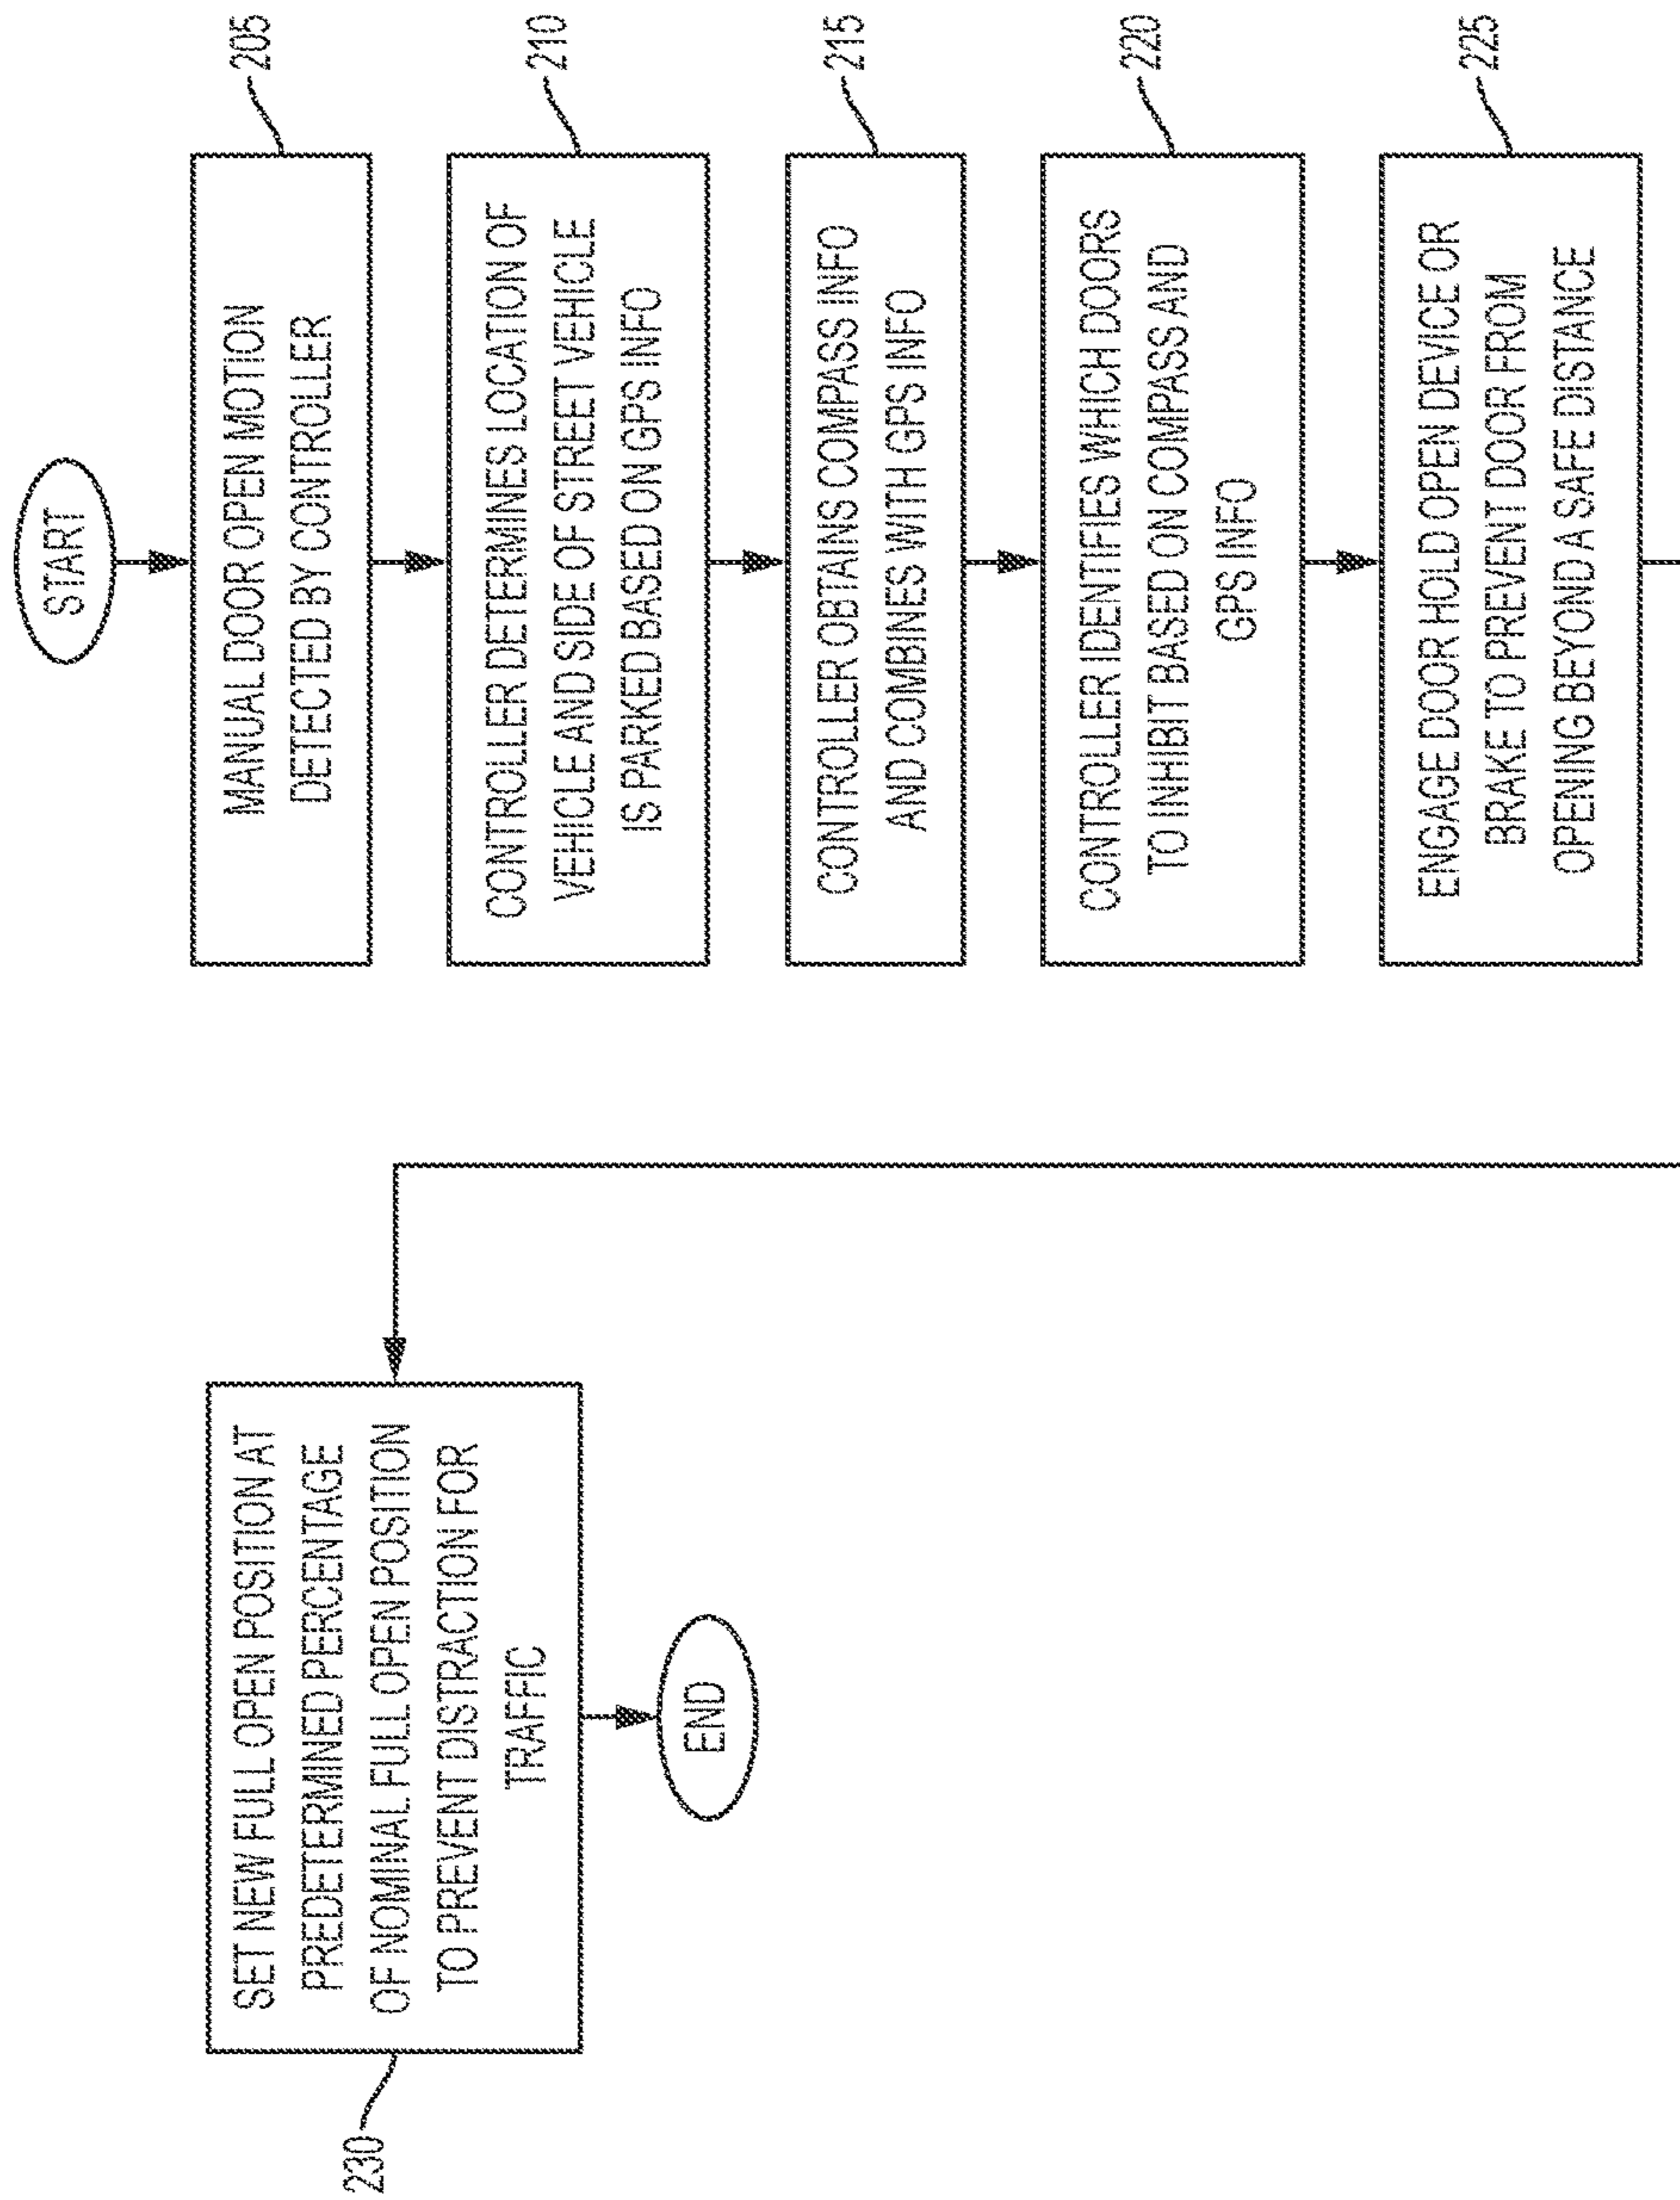 START
MANUAL DOOR OPEN MOTION
DETECTED BY CONTROLLER
205
CONTROLLER DETERMINES LOCATION OF
VEHICLE AND SIDE OF STREET VEHICLE
IS PARKED BASED ON GPS INFO
210
CONTROLLER OBTAINS COMPASS INFO
AND COMBINES WITH GPS INFO
215
CONTROLLER IDENTIFIES WHICH DOORS
TO INHIBIT BASED ON COMPASS AND
GPS INFO
220
ENGAGE DOOR HOLD OPEN DEVICE OR
BRAKE TO PREVENT DOOR FROM
OPENING BEYOND A SAFE DISTANCE
225
SET NEW FULL OPEN POSITION AT
PREDETERMINED PERCENTAGE
OF NOMINAL FULL OPEN POSITION
TO PREVENT DISTRACTION FOR
TRAFFIC
230
END